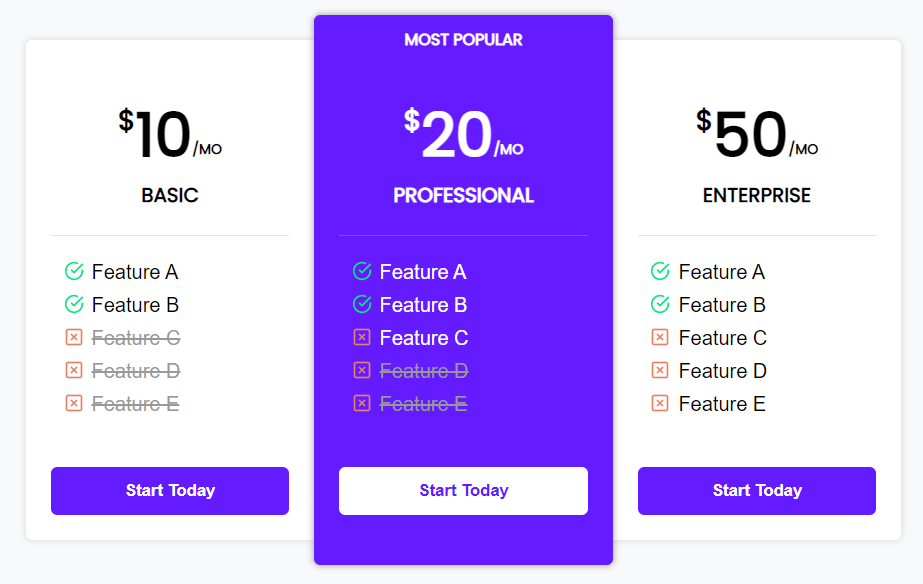 $10/MO
BASIC
Feature A
Feature B
Feature C
Feature D
Feature E
Start Today
MOST POPULAR
$20/MO
PROFESSIONAL
Feature A
Feature B
Feature C
Feature D
Feature E
Start Today
$50/MO
ENTERPRISE
Feature A
Feature B
Feature C
Feature D
Feature E
Start Today